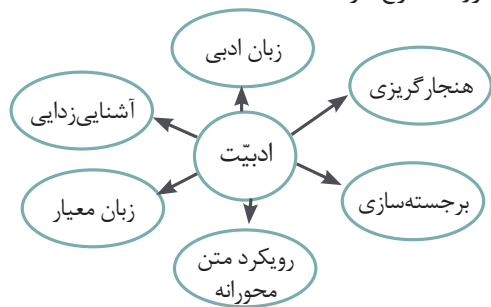 زبان ادبی
هنجارگریزی
آشنایی‌زدایی
ادبیّت
برجسته‌سازی
زبان معیار
رویکرد متن
محورانه